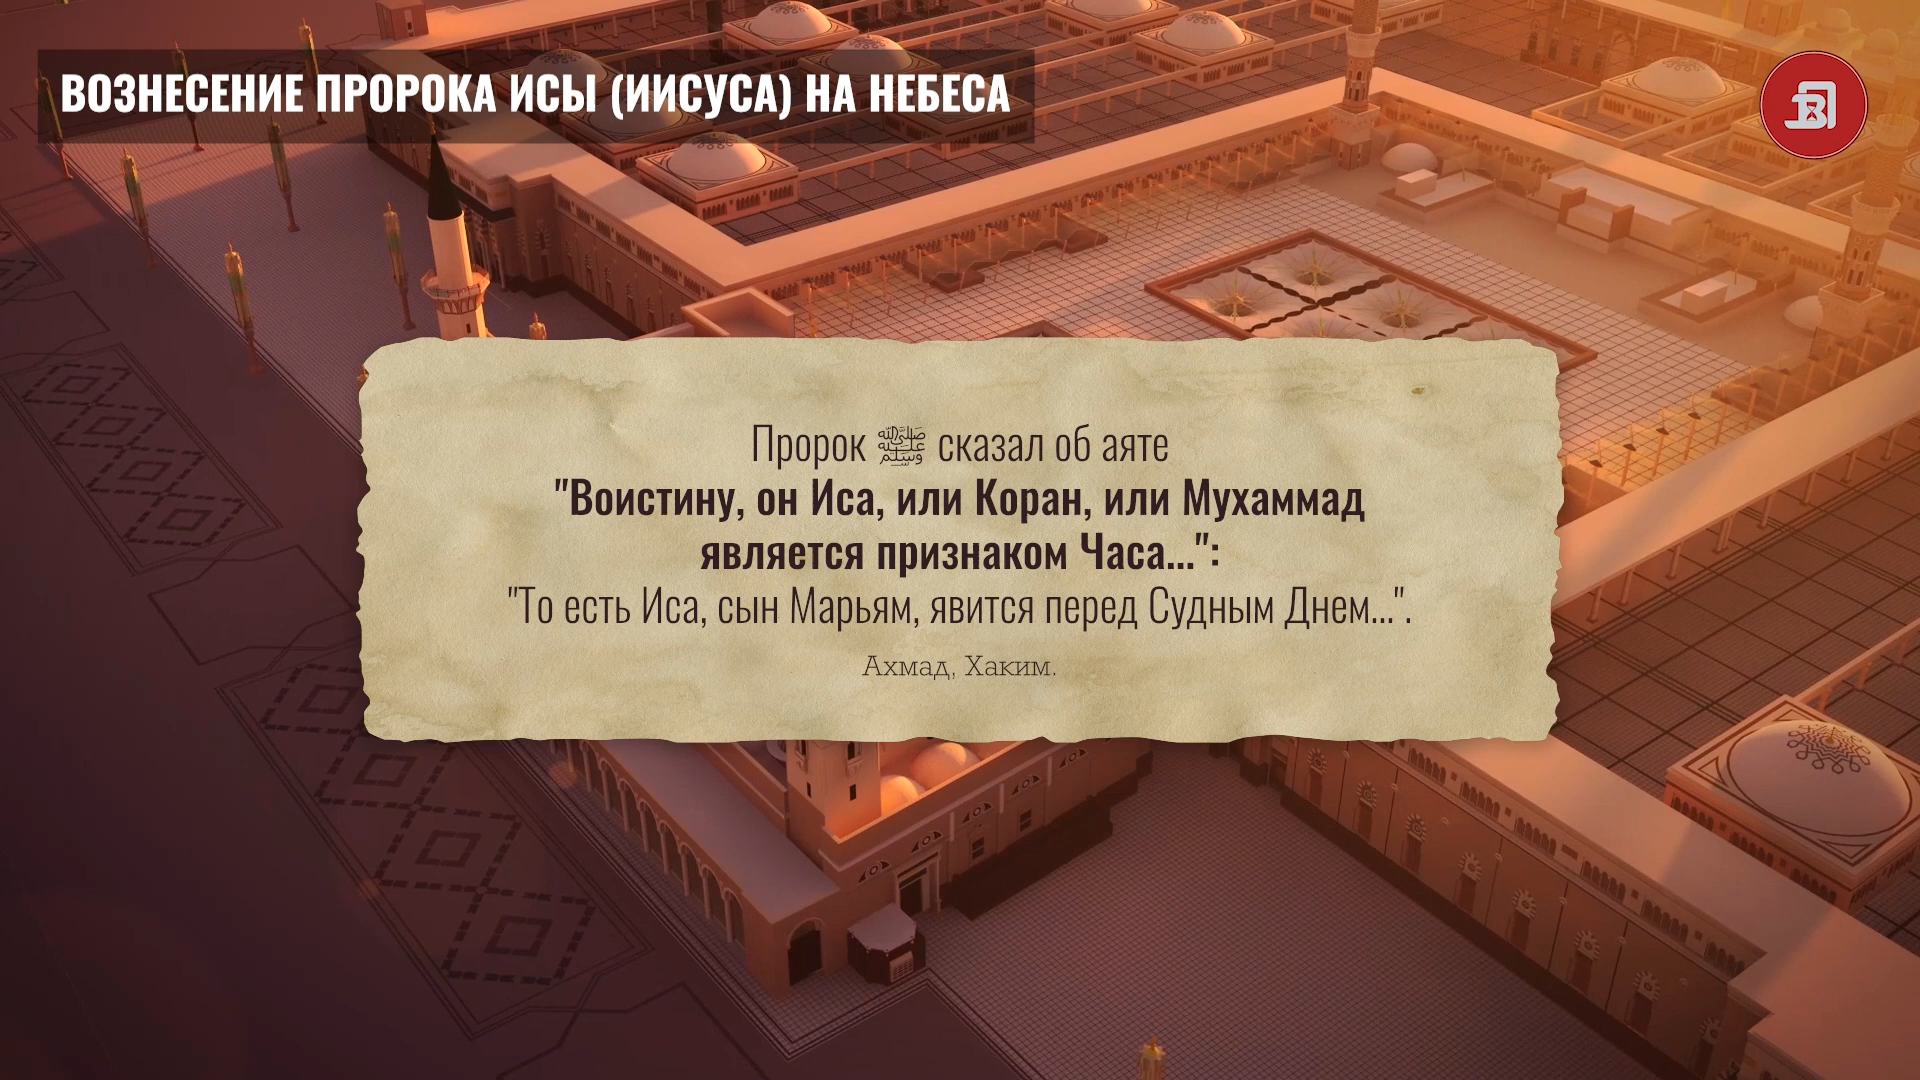 ВОЗНЕСЕНИЕ ПРОРОКА ИСЫ (ИИСУСА) НА НЕБЕСА
Пророк ﷺ сказал об аяте
"Воистину, он Иса, или Коран, или Мухаммад
является признаком Часа...":
"То есть Иса, сын Марьям, явится перед Судным Днем...".
Ахмад, Хаким.